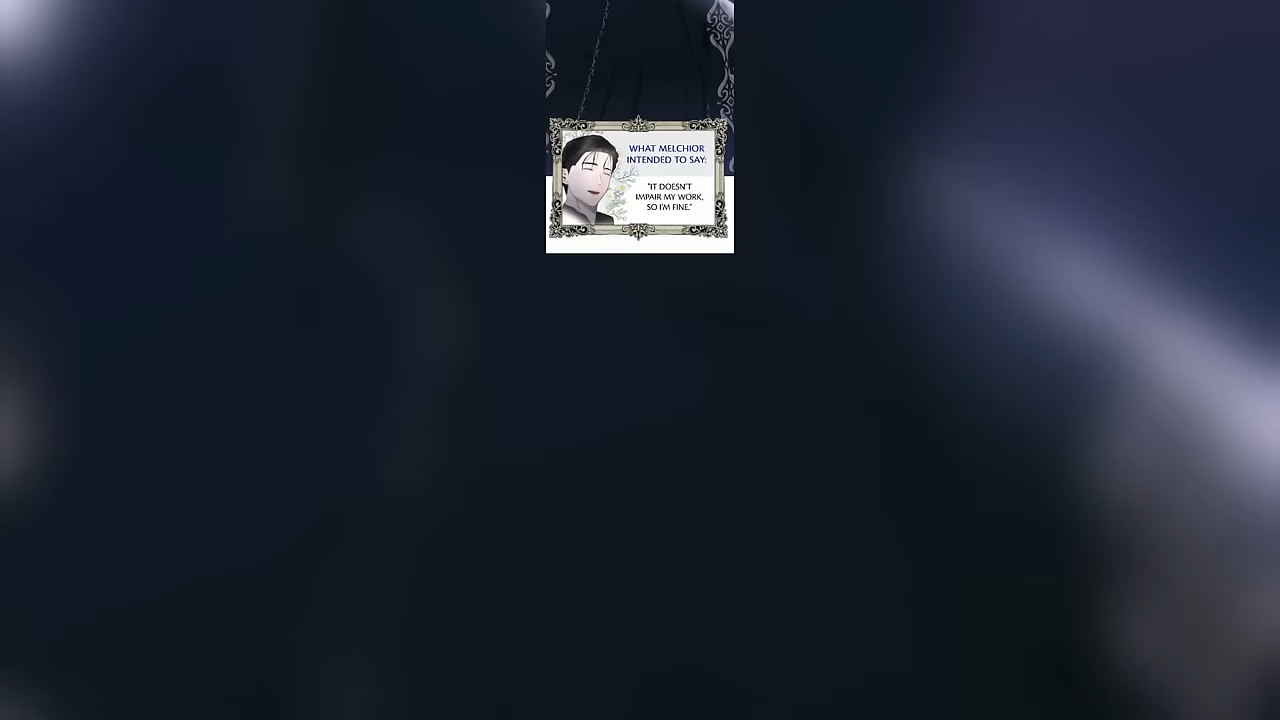 WHAT MELCHIOR
INTENDED TO SAY:
"IT DOESN'T
IMPAIR MY WORK,
SO I'M FINE."